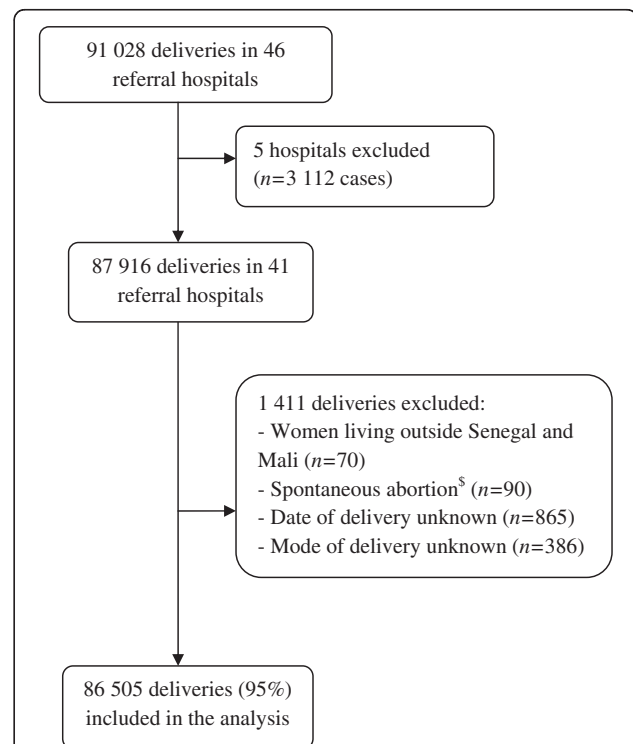 91 028 deliveries in 46
referral hospitals
5 hospitals excluded
(n=3 112 cases)
87 916 deliveries in 41
referral hospitals
1 411 deliveries excluded:
- Women living outside Senegal and
Mali (n=70)
- Spontaneous abortion$ (n=90)
- Date of delivery unknown (n=865)
- Mode of delivery unknown (n=386)
86 505 deliveries (95%)
included in the analysis